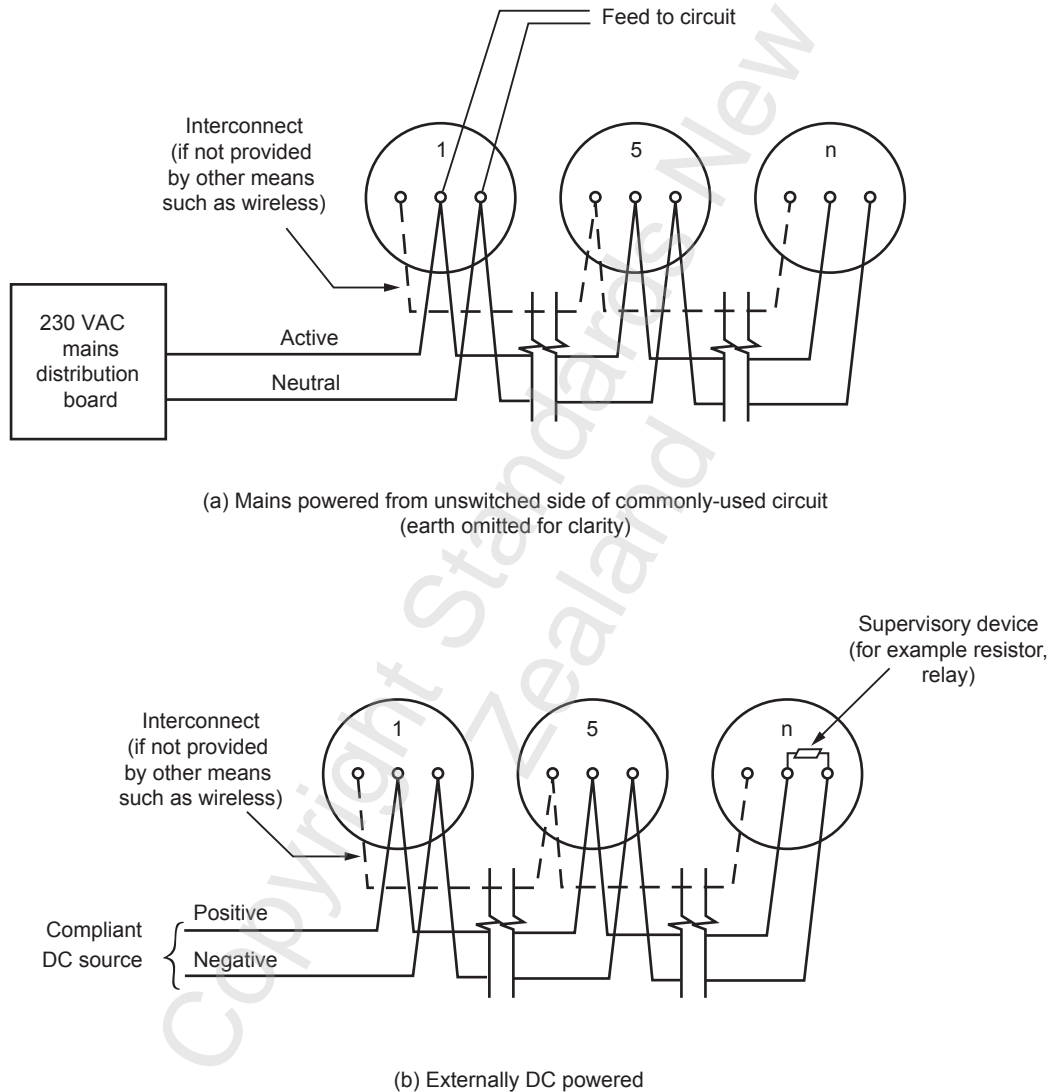 Feed to circuit
Interconnect
(if not provided
by other means
such as wireless)
1
5
n
230 VAC
mains
distribution
board
Active
Neutral
(a) Mains powered from unswitched side of commonly-used circuit
(earth omitted for clarity)
Supervisory device
(for example resistor,
relay)
Interconnect
(if not provided
by other means
such as wireless)
1
5
n
Compliant
DC source
Positive
Negative
(b) Externally DC powered
Copyright Standards New
Zealand